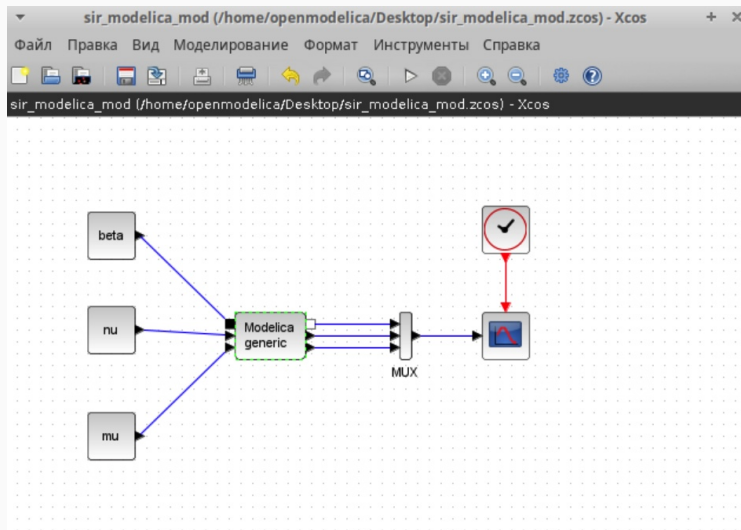 sir_modelica_mod (/home/openmodelica/Desktop/sir_modelica_mod.zcos) - Xcos
Файл Правка Вид Моделирование Формат Инструменты Справка
sir_modelica_mod (/home/openmodelica/Desktop/sir_modelica_mod.zcos) - Xcos
beta
nu
Modelica
generic
MUX
mu